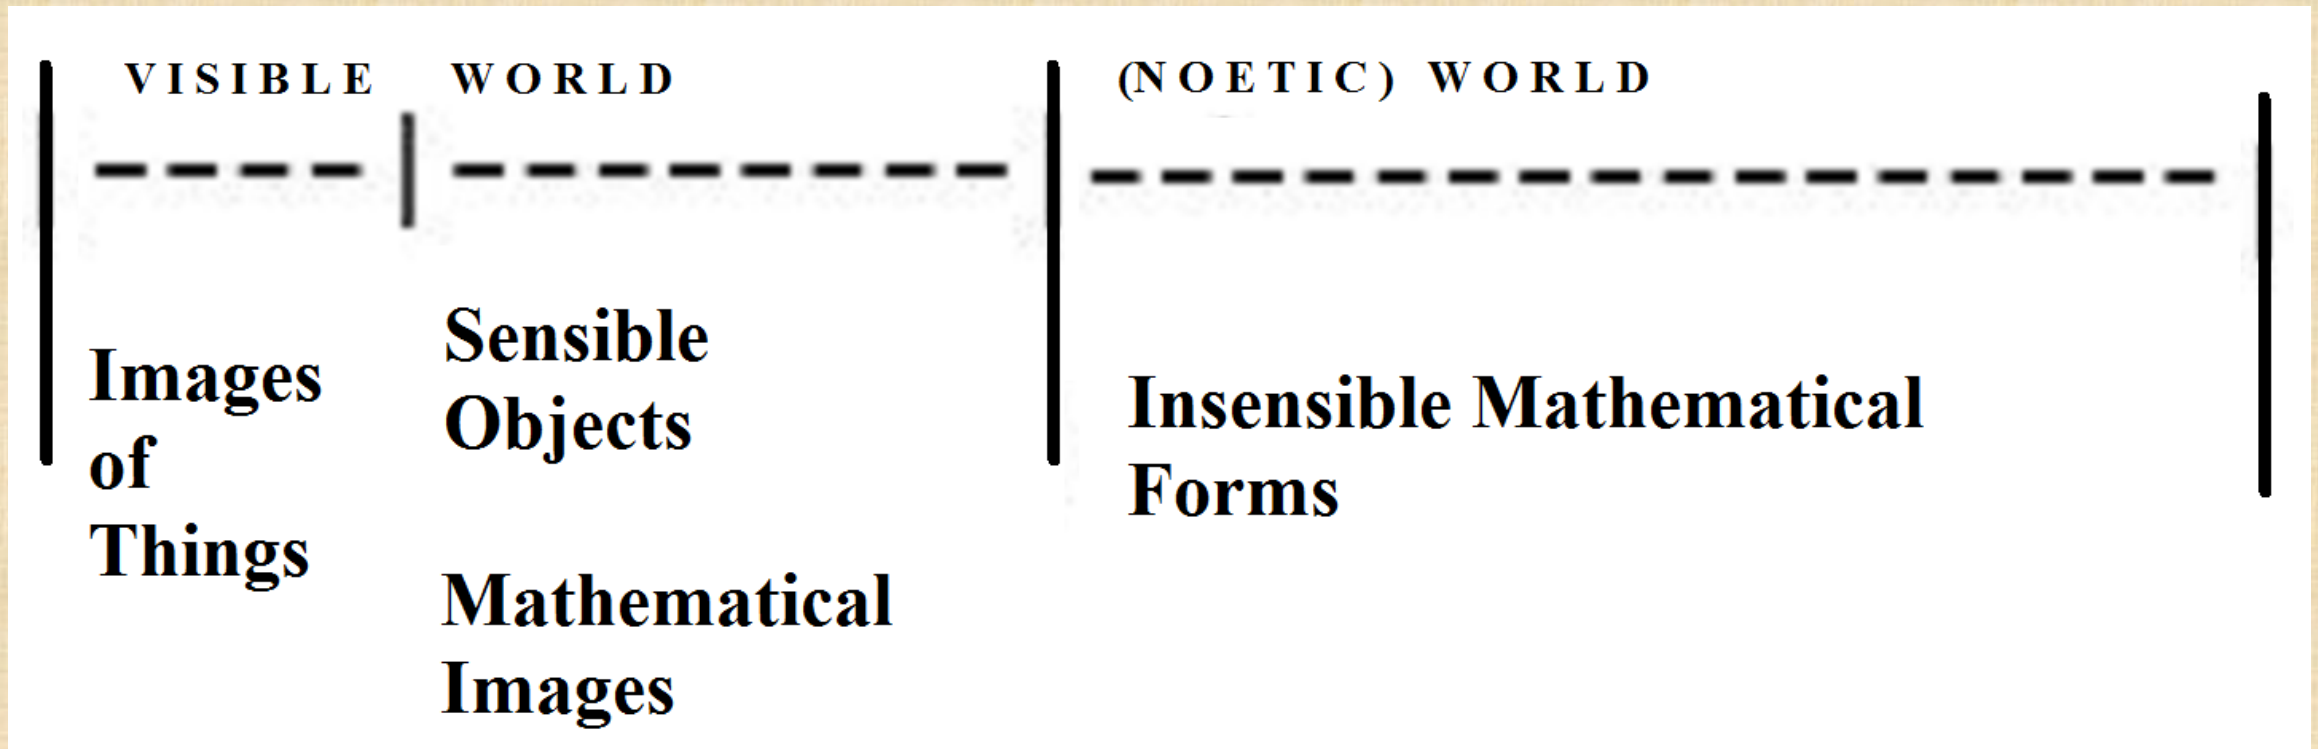 VISIBLE WORLD
(NOETIC) WORLD
Images
of
Things
Sensible
Objects
Mathematical
Images
Insensible Mathematical
Forms